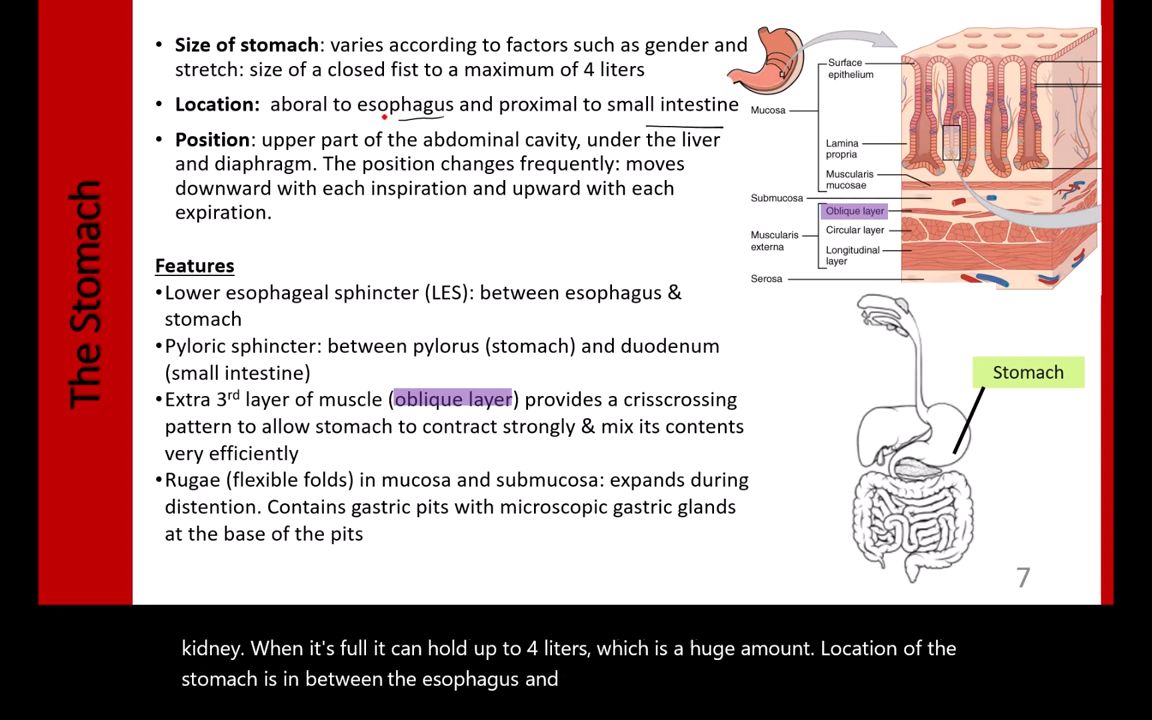 The Stomach
• Size of stomach: varies according to factors such as gender and
stretch: size of a closed fist to a maximum of 4 liters
• Location: aboral to esophagus and proximal to small intestine
• Position: upper part of the abdominal cavity, under the liver
and diaphragm. The position changes frequently: moves
downward with each inspiration and upward with each
expiration.
Features
•Lower esophageal sphincter (LES): between esophagus &
stomach
•Pyloric sphincter: between pylorus (stomach) and duodenum
(small intestine)
•Extra 3rd layer of muscle (oblique layer) provides a crisscrossing
pattern to allow stomach to contract strongly & mix its contents
very efficiently
•Rugae (flexible folds) in mucosa and submucosa: expands during
distention. Contains gastric pits with microscopic gastric glands
at the base of the pits
Surface
epithelium
Mucosa
Lamina
propria
Muscularis
mucosae
Submucosa
Oblique layer
Muscularis
externa
Circular layer
Longitudinal
layer
Serosa
Stomach
7
kidney. When it's full it can hold up to 4 liters, which is a huge amount. Location of the
stomach is in between the esophagus and